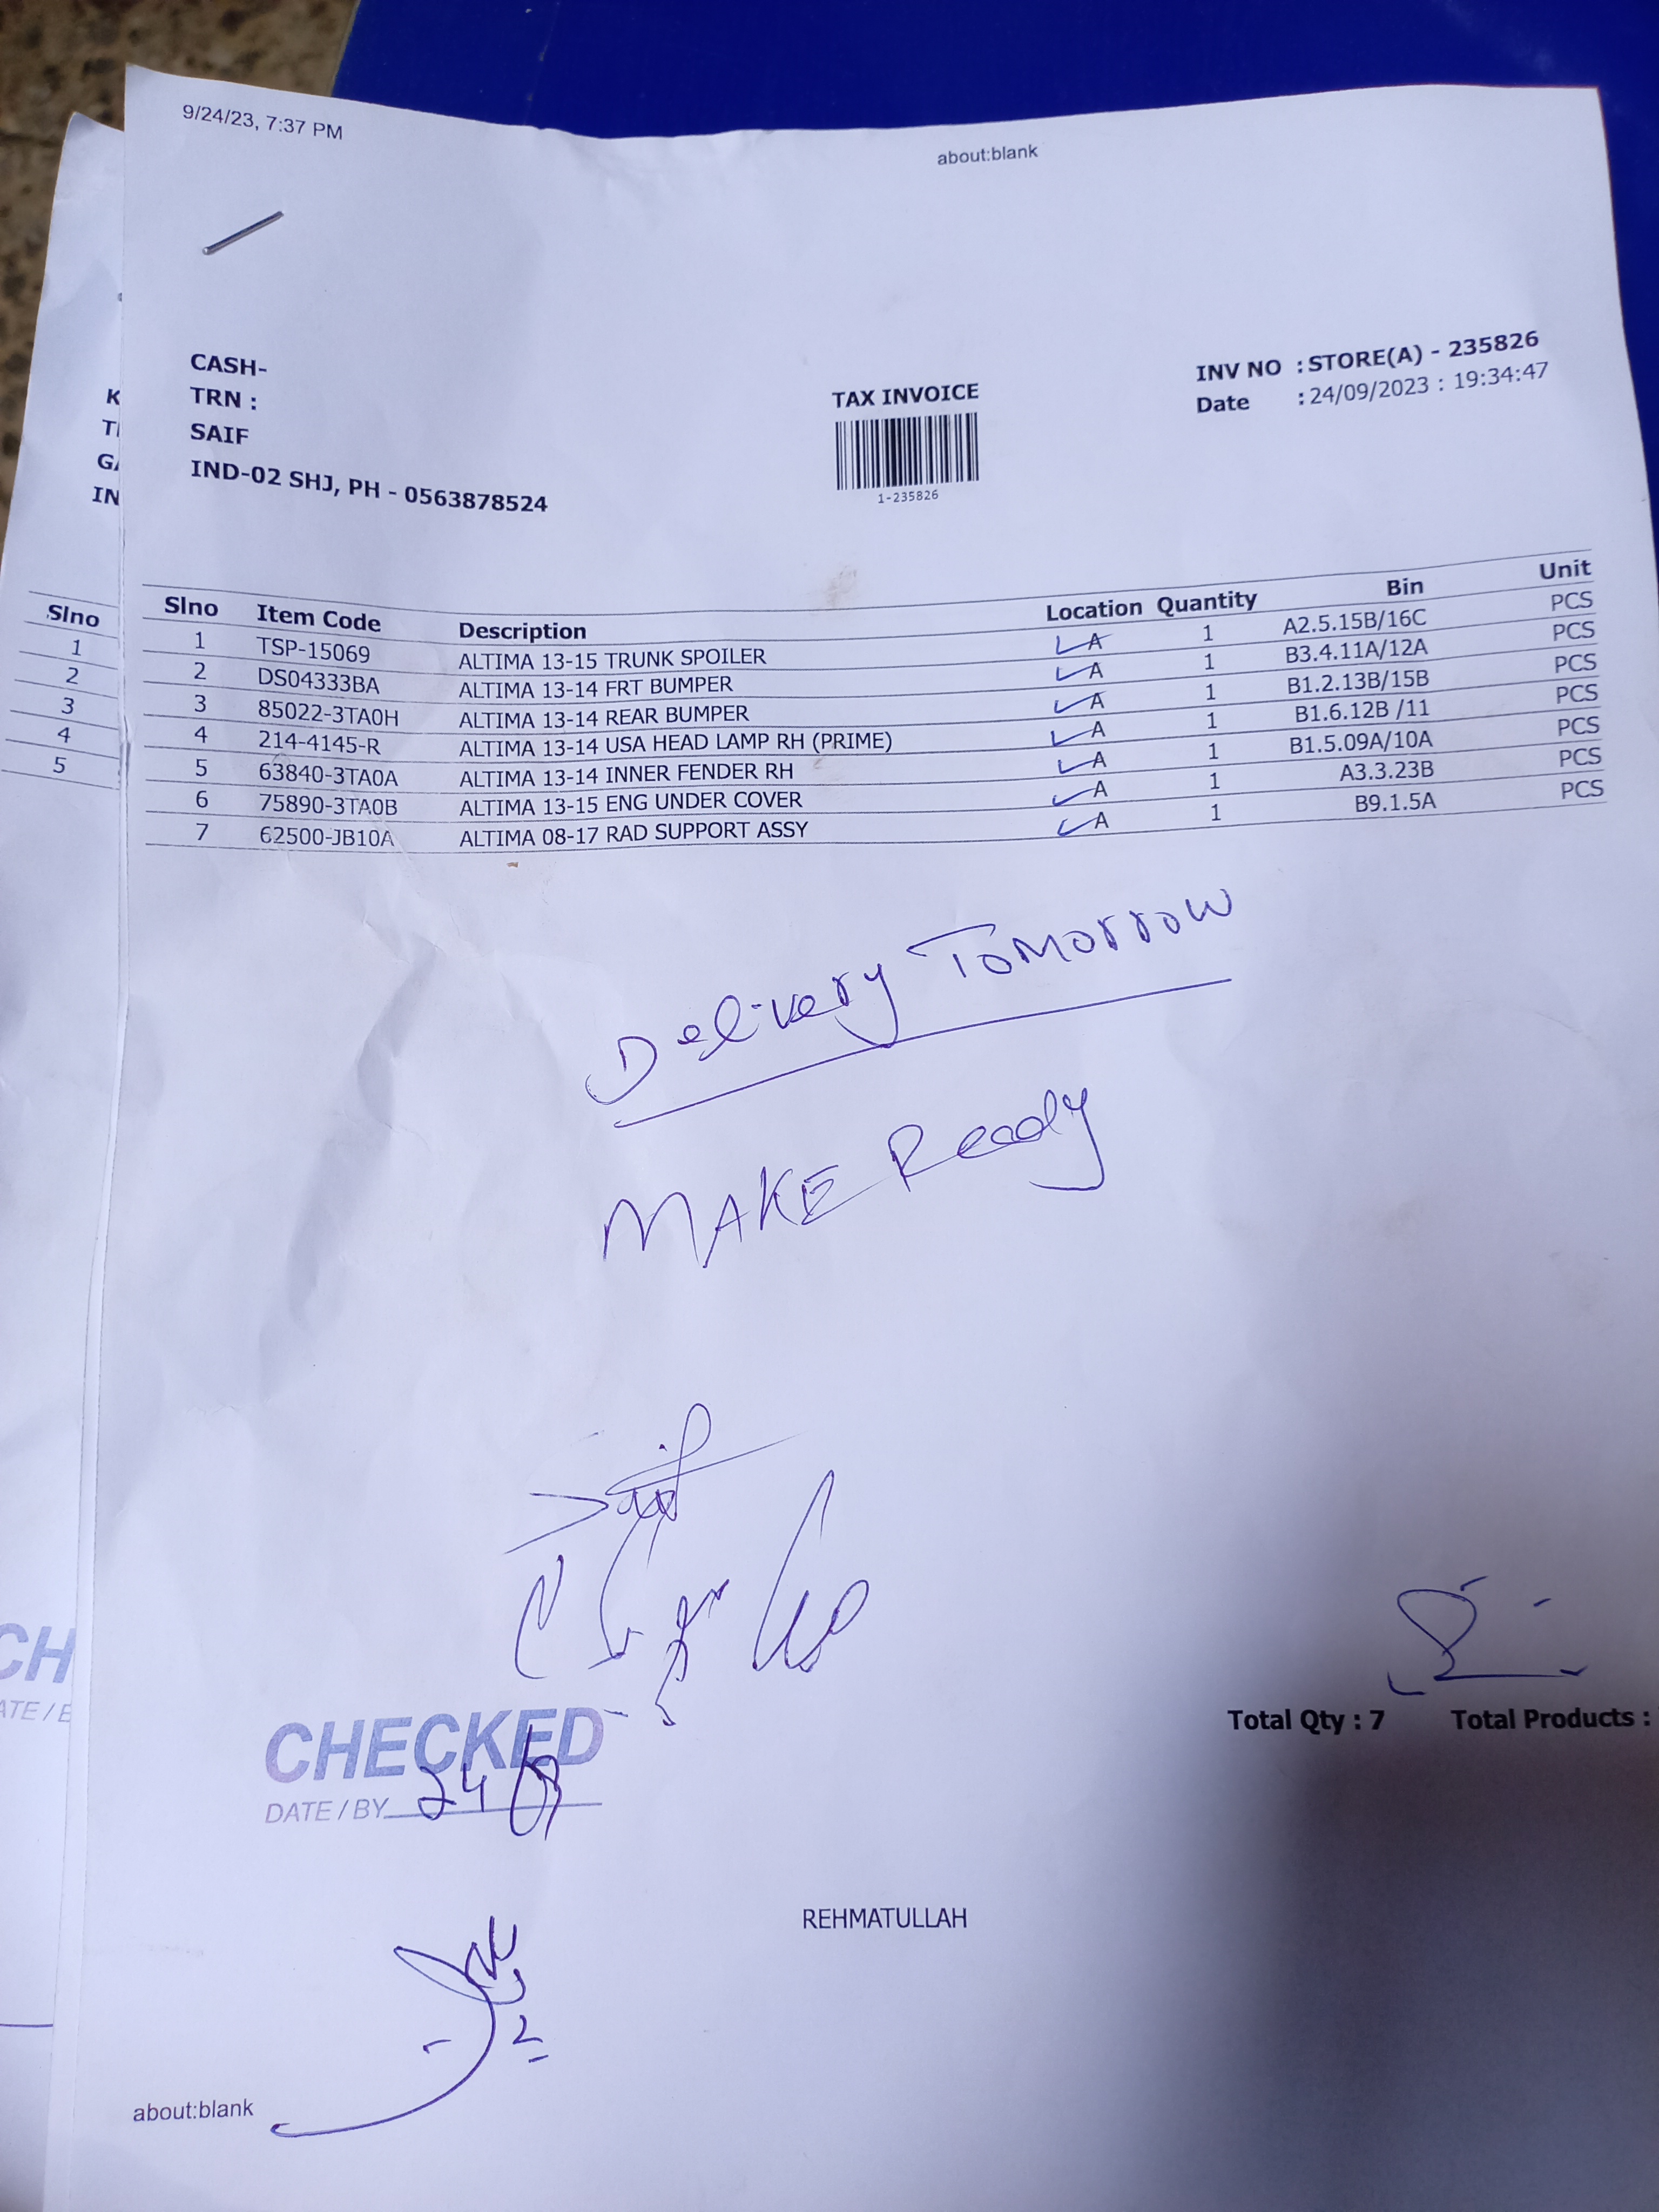 9/24/23, 7:37 PM
about:blank
CASH-
TRN :
SAIF
IND-02 SHJ, PH - 0563878524
TAX INVOICE
1-235826
INV NO : STORE(A) - 235826
Date : 24/09/2023 : 19:34:47
Slno Item Code Description Location Quantity Bin Unit
1 TSP-15069 ALTIMA 13-15 TRUNK SPOILER A 1 A2.5.15B/16C PCS
2 DS04333BA ALTIMA 13-14 FRT BUMPER A 1 B3.4.11A/12A PCS
3 85022-3TA0H ALTIMA 13-14 REAR BUMPER A 1 B1.2.13B/15B PCS
4 214-4145-R ALTIMA 13-14 USA HEAD LAMP RH (PRIME) A 1 B1.6.12B /11 PCS
5 63840-3TA0A ALTIMA 13-14 INNER FENDER RH A 1 B1.5.09A/10A PCS
6 75890-3TA0B ALTIMA 13-15 ENG UNDER COVER A 1 A3.3.23B PCS
7 62500-JB10A ALTIMA 08-17 RAD SUPPORT ASSY A 1 B9.1.5A PCS
Delivery Tomorrow
MAKE Ready
Saif
Total Qty : 7 Total Products :
CHECKED
DATE / BY 24
REHMATULLAH
about:blank
Slno
1
2
3
4
5